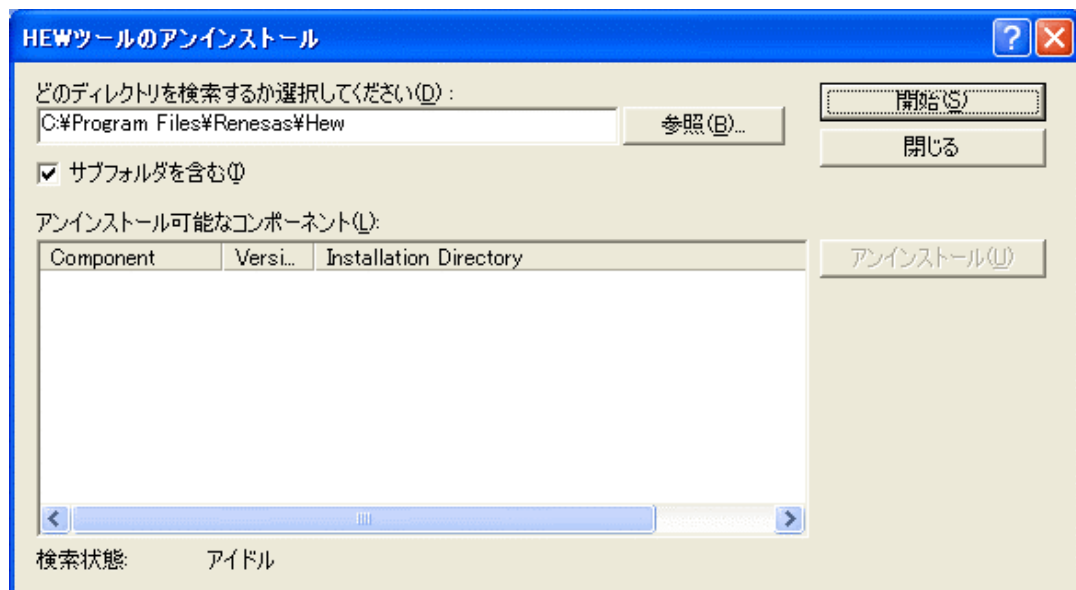 HEWツールのアンインストール
どのディレクトリを検索するか選択してください(D) :
C:¥Program Files¥Renesas¥Hew
参照(B)...
開始(S)
閉じる
サブフォルダを含む(I)
アンインストール可能なコンポーネント(L):
Component Versi... Installation Directory
アンインストール(U)
検索状態: アイドル